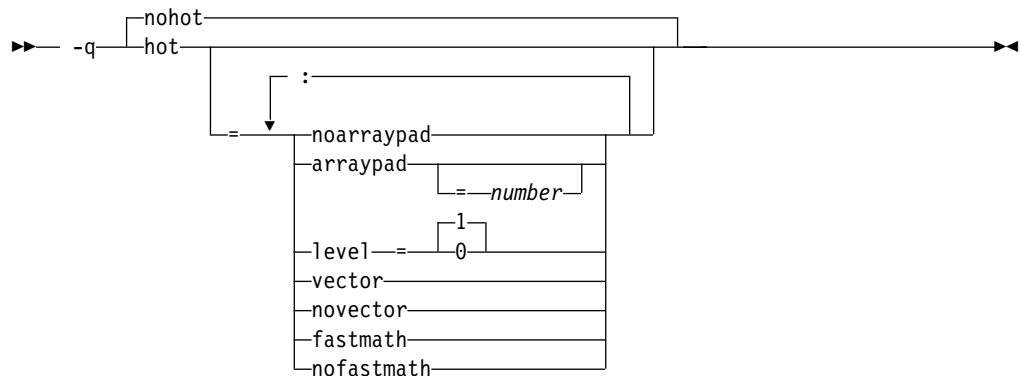 nohot
-q hot
:
= noarraypad
arraypad
= number
1
level = 0
vector
novector
fastmath
nofastmath